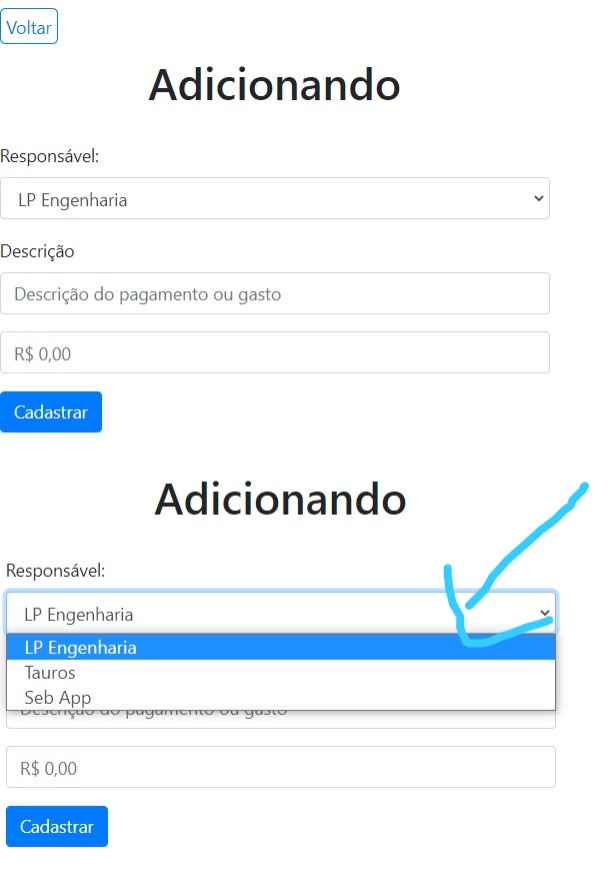 Voltar
Adicionando
Responsável:
LP Engenharia
Descrição
Descrição do pagamento ou gasto
R$ 0,00
Cadastrar
Adicionando
Responsável:
LP Engenharia
LP Engenharia
Tauros
Seb App
Descrição do pagamento ou gasto
R$ 0,00
Cadastrar